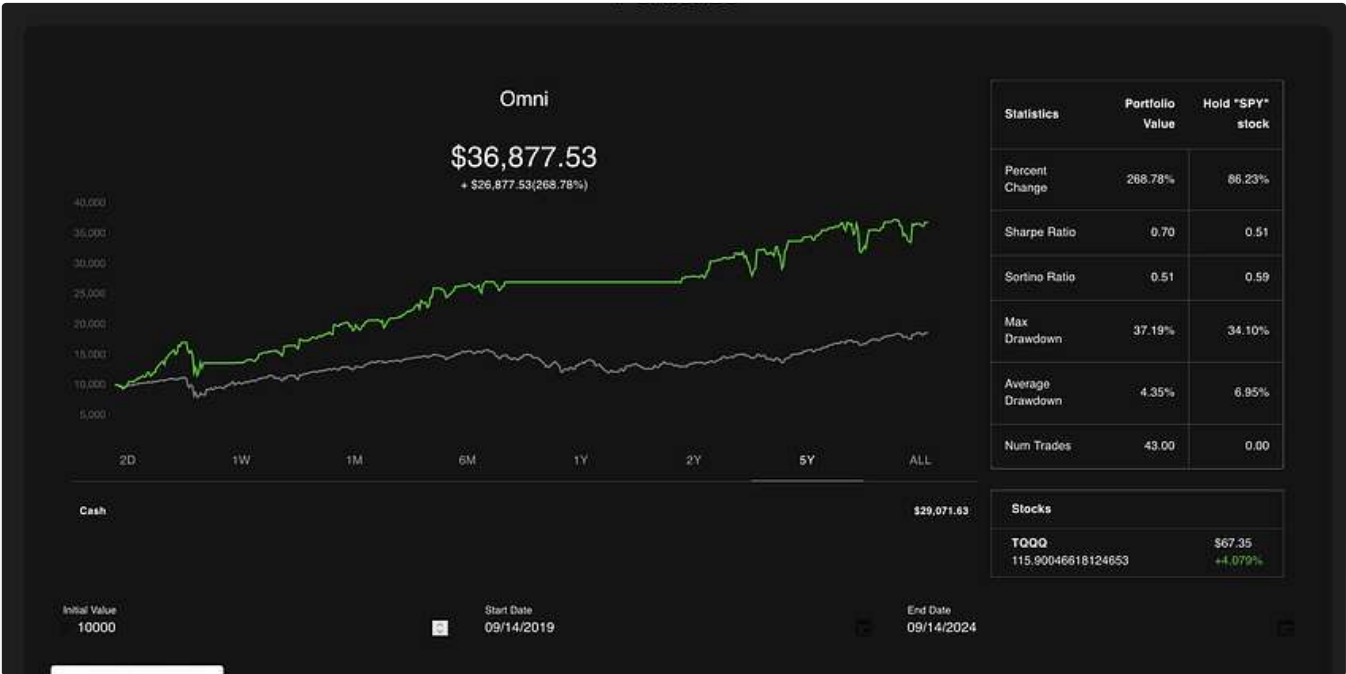 Omni
$36,877.53
+ $26,877.53(268.78%)
40,000
35,000
30,000
25,000
20,000
15,000
10,000
5,000
2D 1W 1M 6M 1Y 2Y 5Y ALL
Cash $29,071.63
Statistics Portfolio Value Hold "SPY" stock
Percent Change 268.78% 86.23%
Sharpe Ratio 0.70 0.51
Sortino Ratio 0.51 0.59
Max Drawdown 37.19% 34.10%
Average Drawdown 4.35% 6.95%
Num Trades 43.00 0.00
Stocks
TQQQ $67.35
115.90046618124653 +4.079%
Initial Value Start Date End Date
10000 09/14/2019 09/14/2024